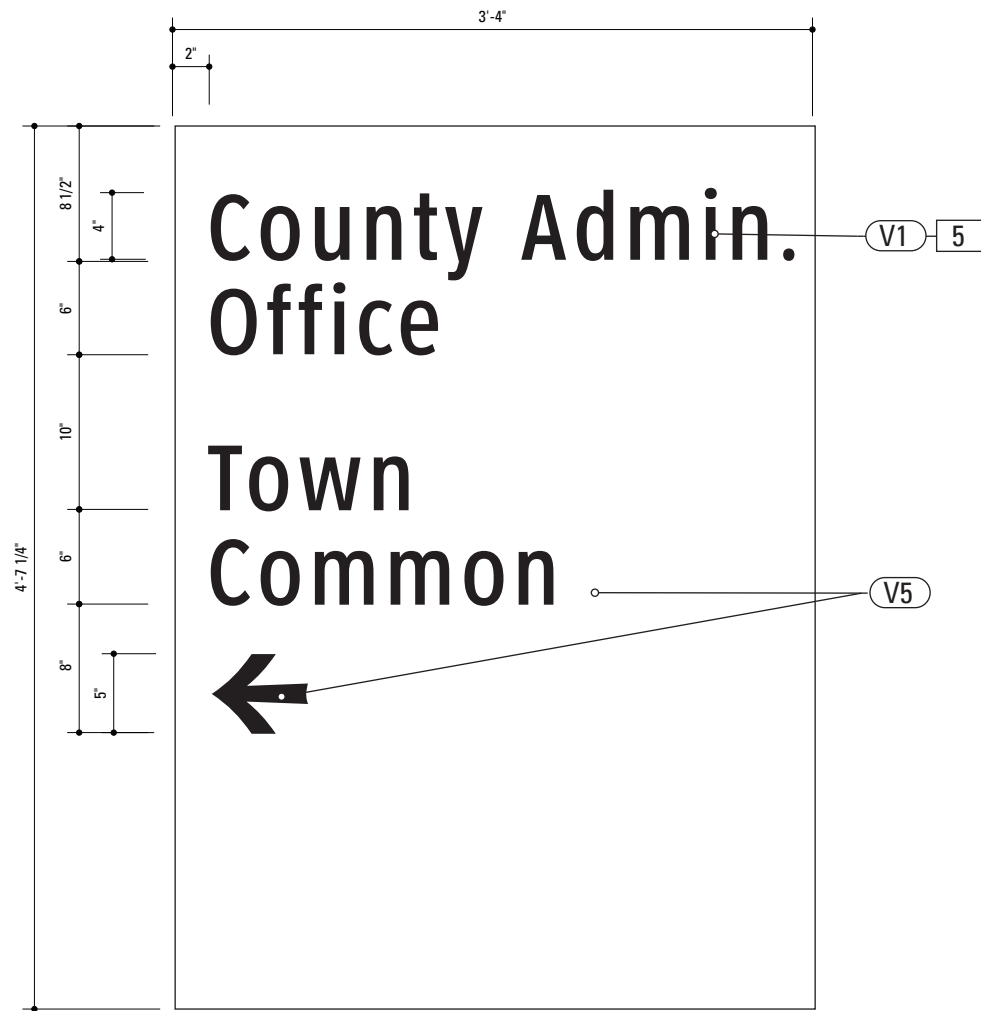 3'-4"
2"
8 1/2"
4"
County Admin.
V1 5
6"
Office
10"
Town
4'-7 1/4"
6"
Common
V5
8"
5"